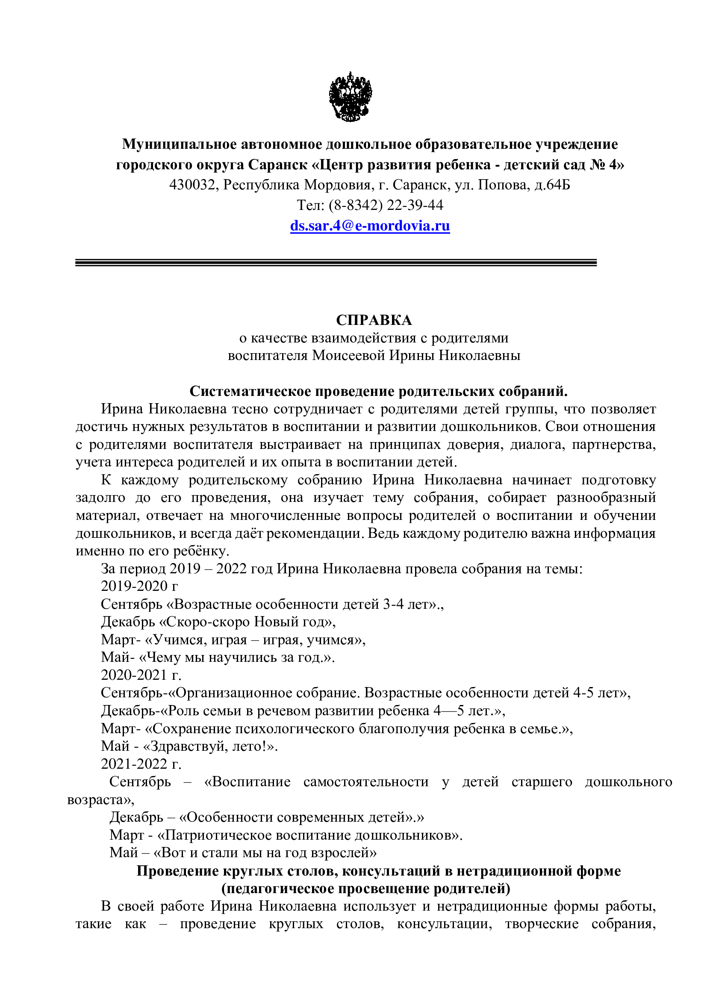 Муниципальное автономное дошкольное образовательное учреждение
городского округа Саранск «Центр развития ребенка - детский сад № 4»
430032, Республика Мордовия, г. Саранск, ул. Попова, д.64Б
Тел: (8-8342) 22-39-44
ds.sar.4@e-mordovia.ru
СПРАВКА
о качестве взаимодействия с родителями
воспитателя Моисеевой Ирины Николаевны
Систематическое проведение родительских собраний.
Ирина Николаевна тесно сотрудничает с родителями детей группы, что позволяет
достичь нужных результатов в воспитании и развитии дошкольников. Свои отношения
с родителями воспитателя выстраивает на принципах доверия, диалога, партнерства,
учета интереса родителей и их опыта в воспитании детей.
К каждому родительскому собранию Ирина Николаевна начинает подготовку
задолго до его проведения, она изучает тему собрания, собирает разнообразный
материал, отвечает на многочисленные вопросы родителей о воспитании и обучении
дошкольников, и всегда даёт рекомендации. Ведь каждому родителю важна информация
именно по его ребёнку.
За период 2019 – 2022 год Ирина Николаевна провела собрания на темы:
2019-2020 г
Сентябрь «Возрастные особенности детей 3-4 лет».,
Декабрь «Скоро-скоро Новый год»,
Март- «Учимся, играя – играя, учимся»,
Май- «Чему мы научились за год.».
2020-2021 г.
Сентябрь-«Организационное собрание. Возрастные особенности детей 4-5 лет»,
Декабрь-«Роль семьи в речевом развитии ребенка 4—5 лет.»,
Март- «Сохранение психологического благополучия ребенка в семье.»,
Май - «Здравствуй, лето!».
2021-2022 г.
Сентябрь – «Воспитание самостоятельности у детей старшего дошкольного
возраста»,
Декабрь – «Особенности современных детей».»
Март - «Патриотическое воспитание дошкольников».
Май – «Вот и стали мы на год взрослей»
Проведение круглых столов, консультаций в нетрадиционной форме
(педагогическое просвещение родителей)
В своей работе Ирина Николаевна использует и нетрадиционные формы работы,
такие как – проведение круглых столов, консультации, творческие собрания,